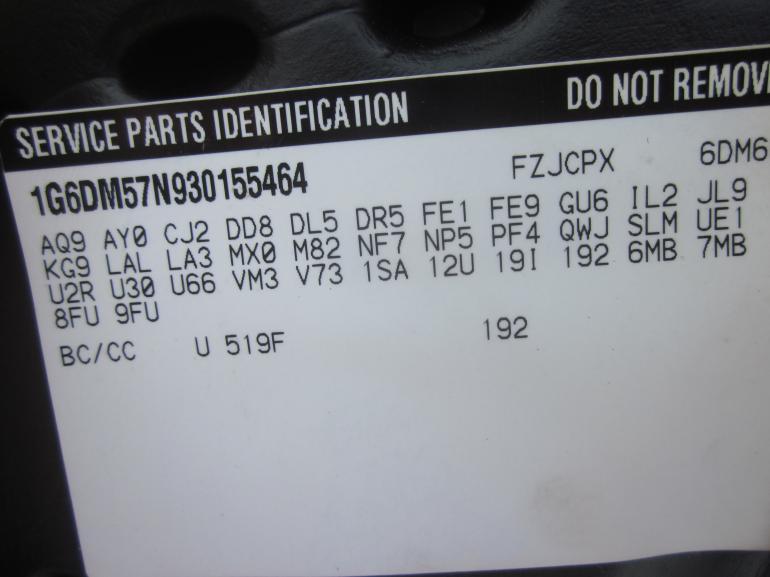 SERVICE PARTS IDENTIFICATION DO NOT REMOV
1G6DM57N930155464 FZJCPX 6DM6
AQ9 AY0 CJ2 DD8 DL5 DR5 FE1 FE9 GU6 IL2 JL9
KG9 LAL LA3 MX0 M82 NF7 NP5 PF4 QWJ SLM UE1
U2R U30 U66 VM3 V73 1SA 12U 19I 192 6MB 7MB
8FU 9FU
BC/CC U 519F 192